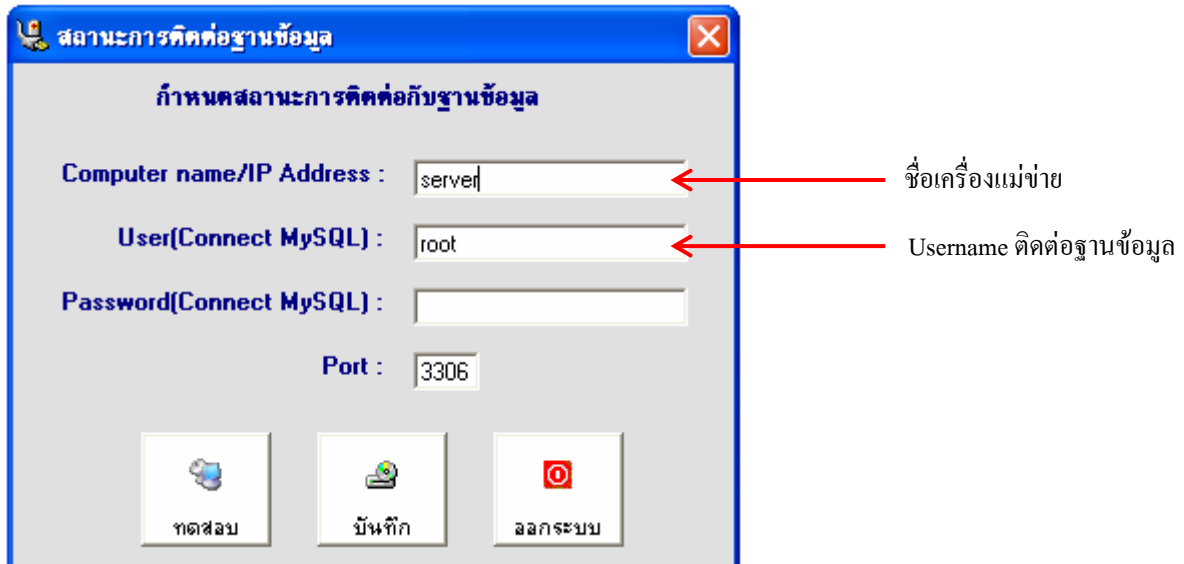 สถานะการติดต่อฐานข้อมูล
กำหนดสถานะการติดต่อกับฐานข้อมูล
Computer name/IP Address : server
ชื่อเครื่องแม่ข่าย
User(Connect MySQL) : root
Username ติดต่อฐานข้อมูล
Password(Connect MySQL) :
Port : 3306
ทดสอบ
บันทึก
ออกระบบ